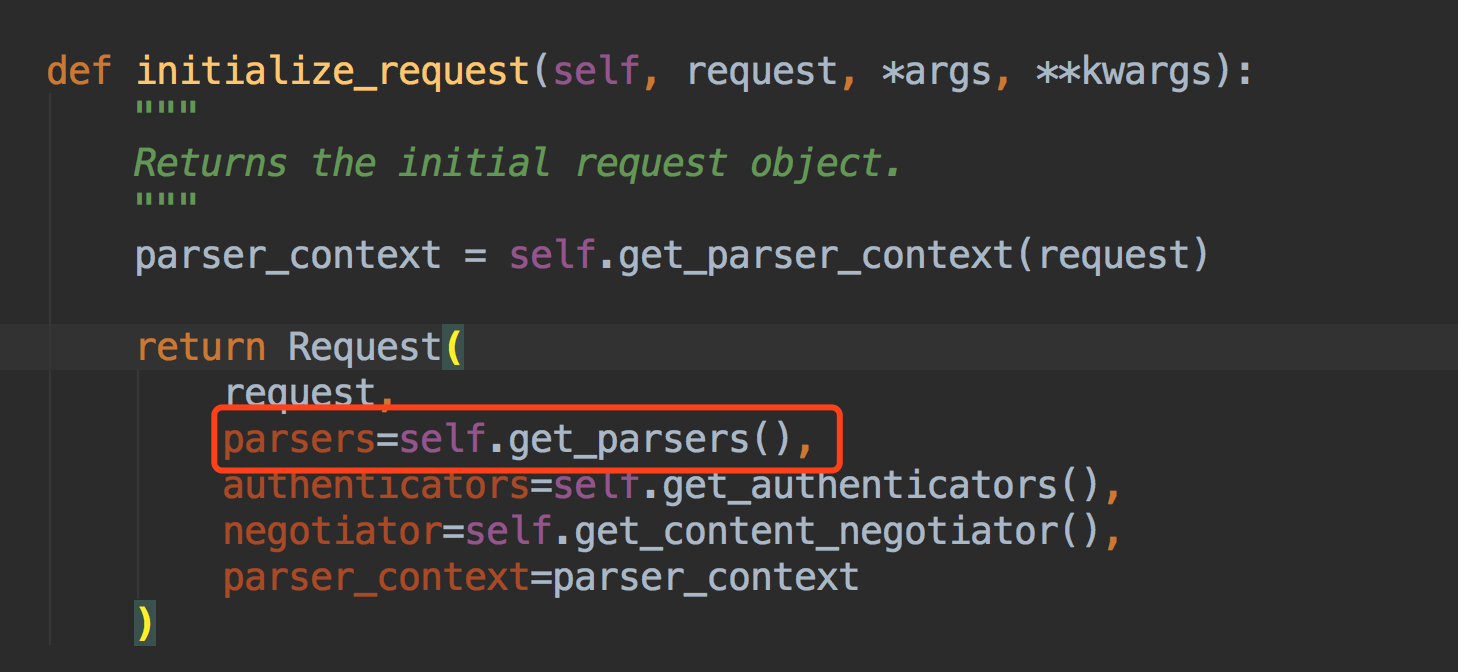 def initialize_request(self, request, *args, **kwargs):
"""
Returns the initial request object.
"""
parser_context = self.get_parser_context(request)
return Request(
request,
parsers=self.get_parsers(),
authenticators=self.get_authenticators(),
negotiator=self.get_content_negotiator(),
parser_context=parser_context
)